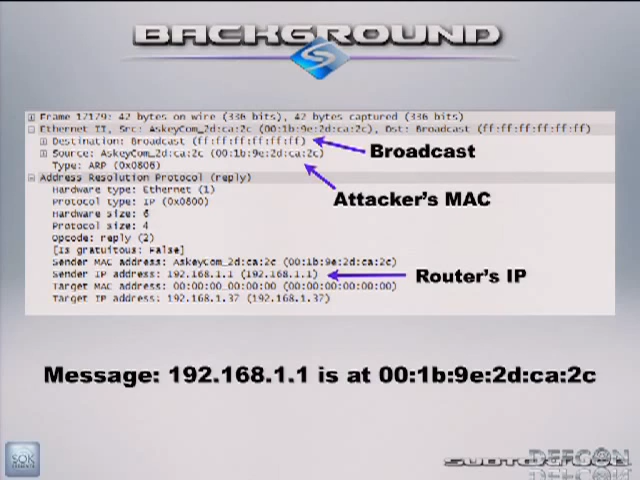 BACKGROUND
Frame 17179: 42 bytes on wire (336 bits), 42 bytes captured (336 bits)
Ethernet II, Src: AskeyCom_2d:ca:2c (00:1b:9e:2d:ca:2c), Dst: Broadcast (ff:ff:ff:ff:ff:ff)
Destination: Broadcast (ff:ff:ff:ff:ff:ff)
Broadcast
Source: AskeyCom_2d:ca:2c (00:1b:9e:2d:ca:2c)
Type: ARP (0x0806)
Address Resolution Protocol (reply)
Attacker's MAC
Hardware type: Ethernet (1)
Protocol type: IP (0x0800)
Hardware size: 6
Protocol size: 4
Opcode: reply (2)
[Is gratuitous: False]
Sender MAC address: AskeyCom_2d:ca:2c (00:1b:9e:2d:ca:2c)
Sender IP address: 192.168.1.1 (192.168.1.1)
Router's IP
Target MAC address: 00:00:00_00:00:00 (00:00:00:00:00:00)
Target IP address: 192.168.1.37 (192.168.1.37)
Message: 192.168.1.1 is at 00:1b:9e:2d:ca:2c
SOK
DEFCON